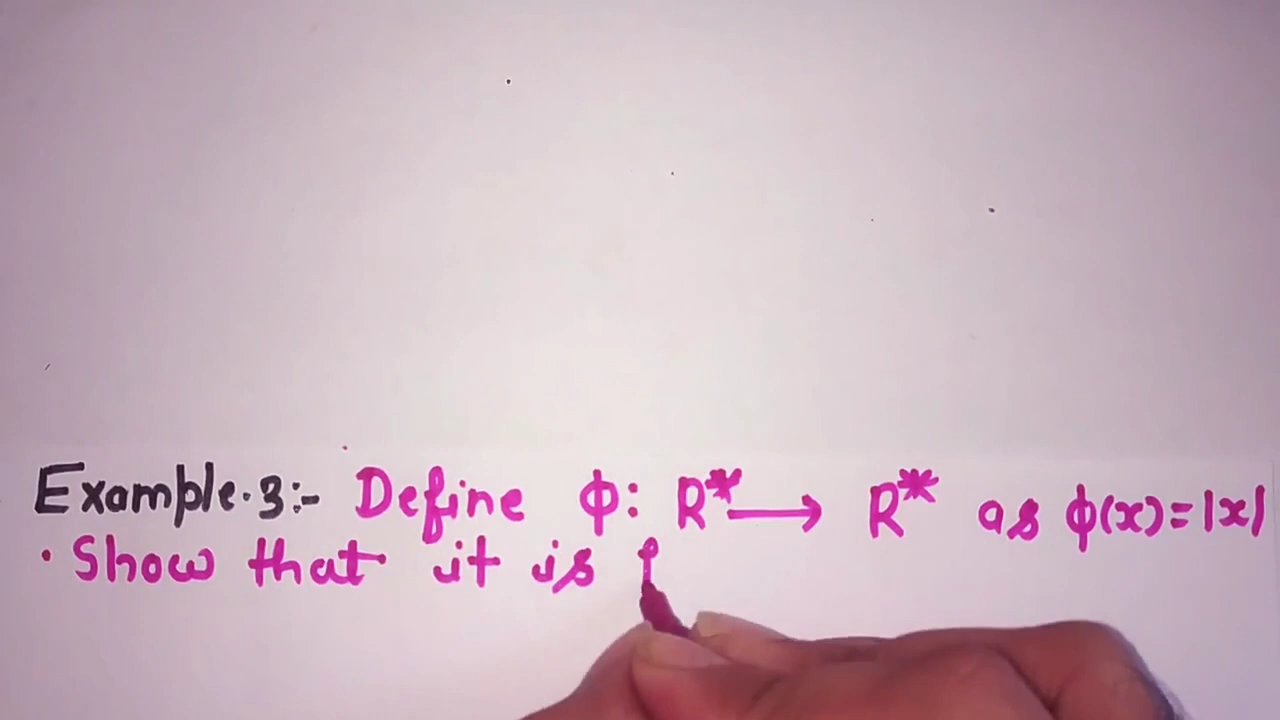 Example.3:- Define φ: R* ⟶ R* as φ(x)=|x|
• Show that it is